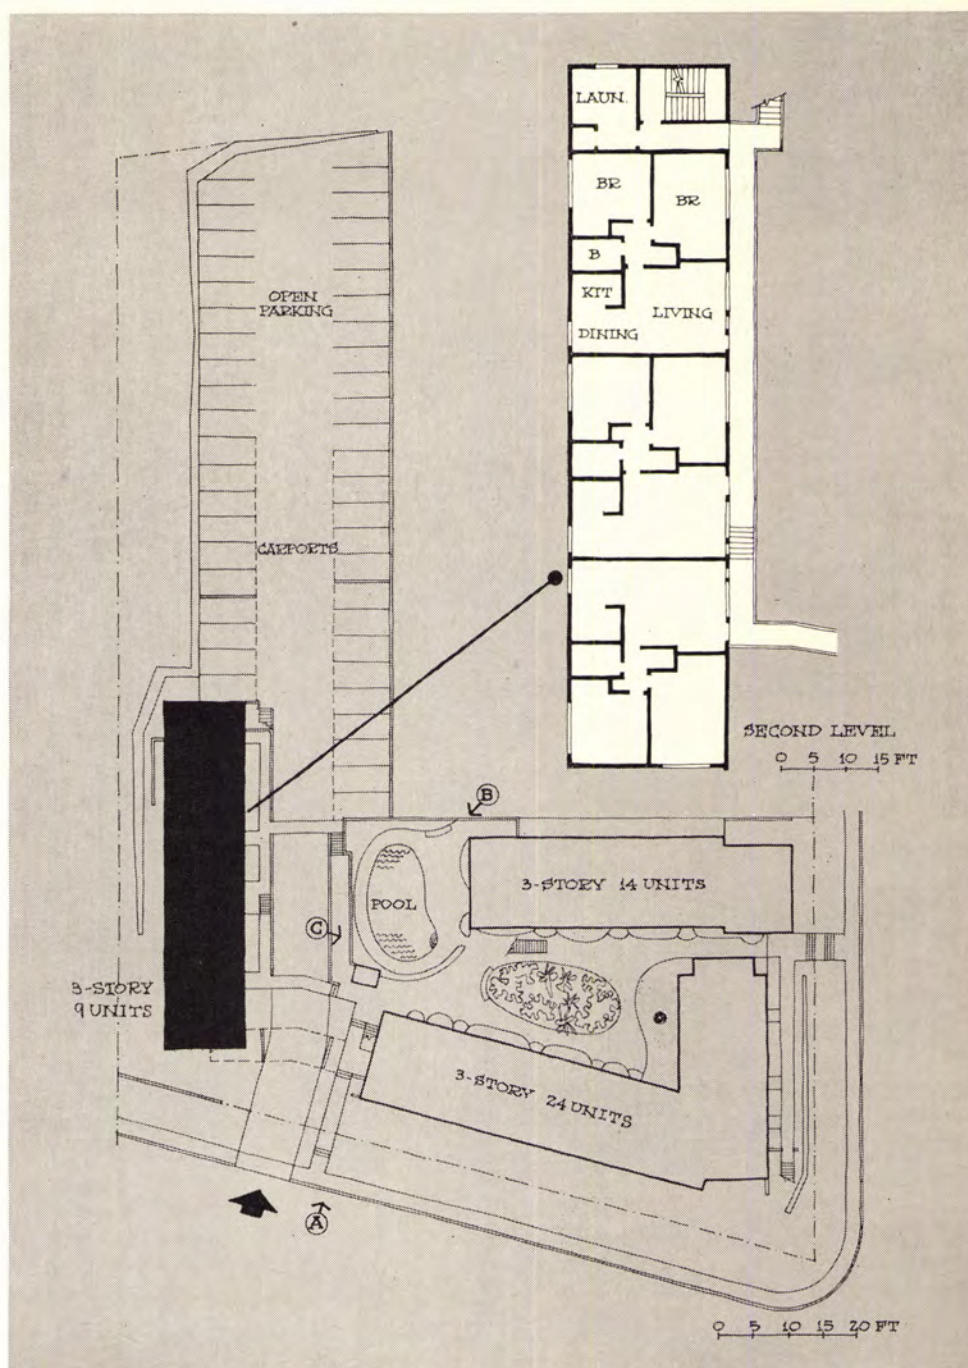 LAUN.
BR
BR
B
KIT
LIVING
DINING
OPEN
PARKING
CARPORTS
SECOND LEVEL
0 5 10 15 FT
B
3-STORY 14 UNITS
POOL
C
3-STORY
9 UNITS
3-STORY 24 UNITS
A
0 5 10 15 20 FT